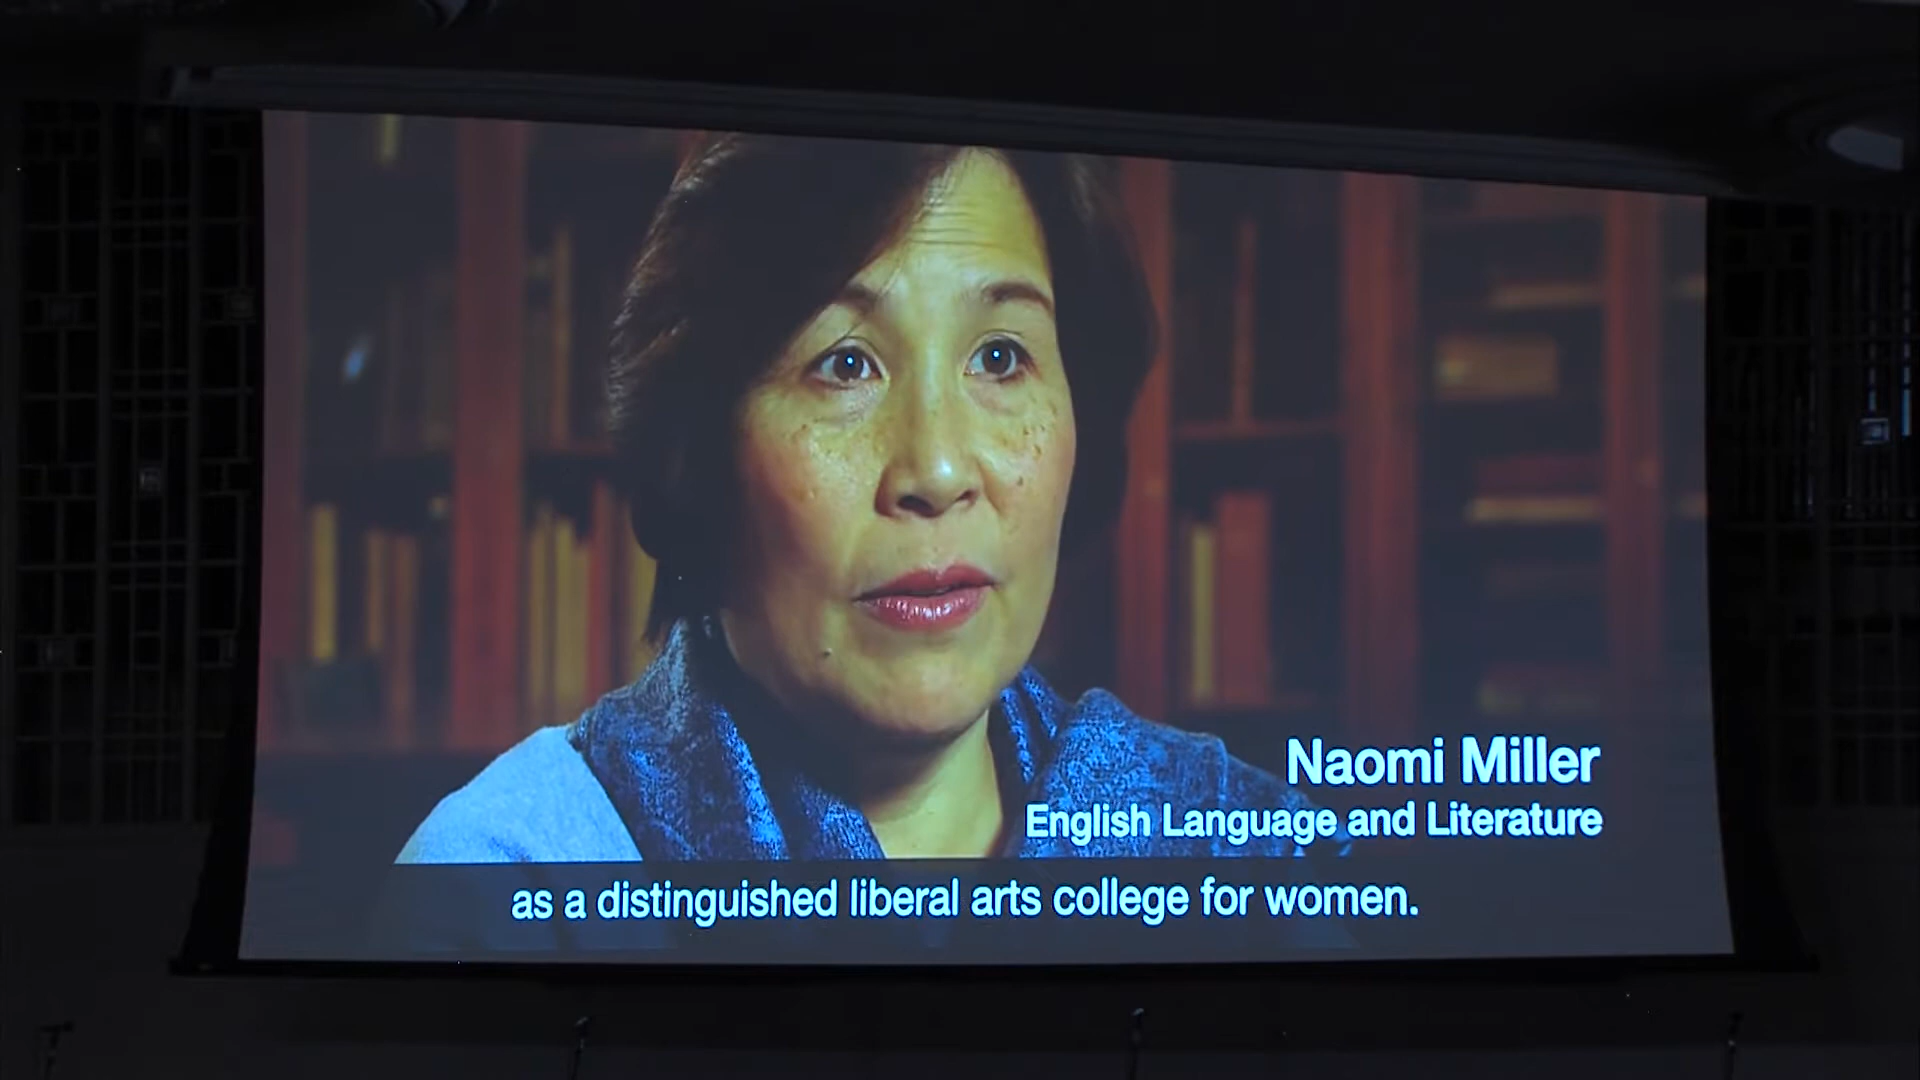 Naomi Miller
English Language and Literature
as a distinguished liberal arts college for women.